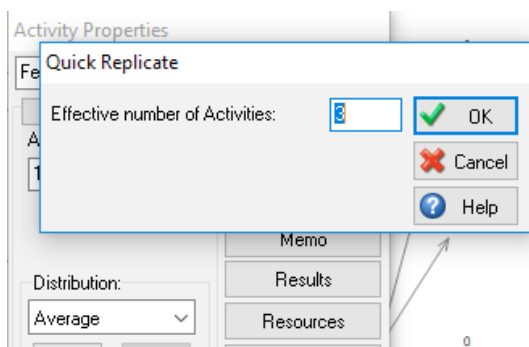 Activity Properties
Quick Replicate
Fe
Effective number of Activities:
3
OK
A
1
Cancel
Help
Memo
Distribution:
Results
Average
Resources
0